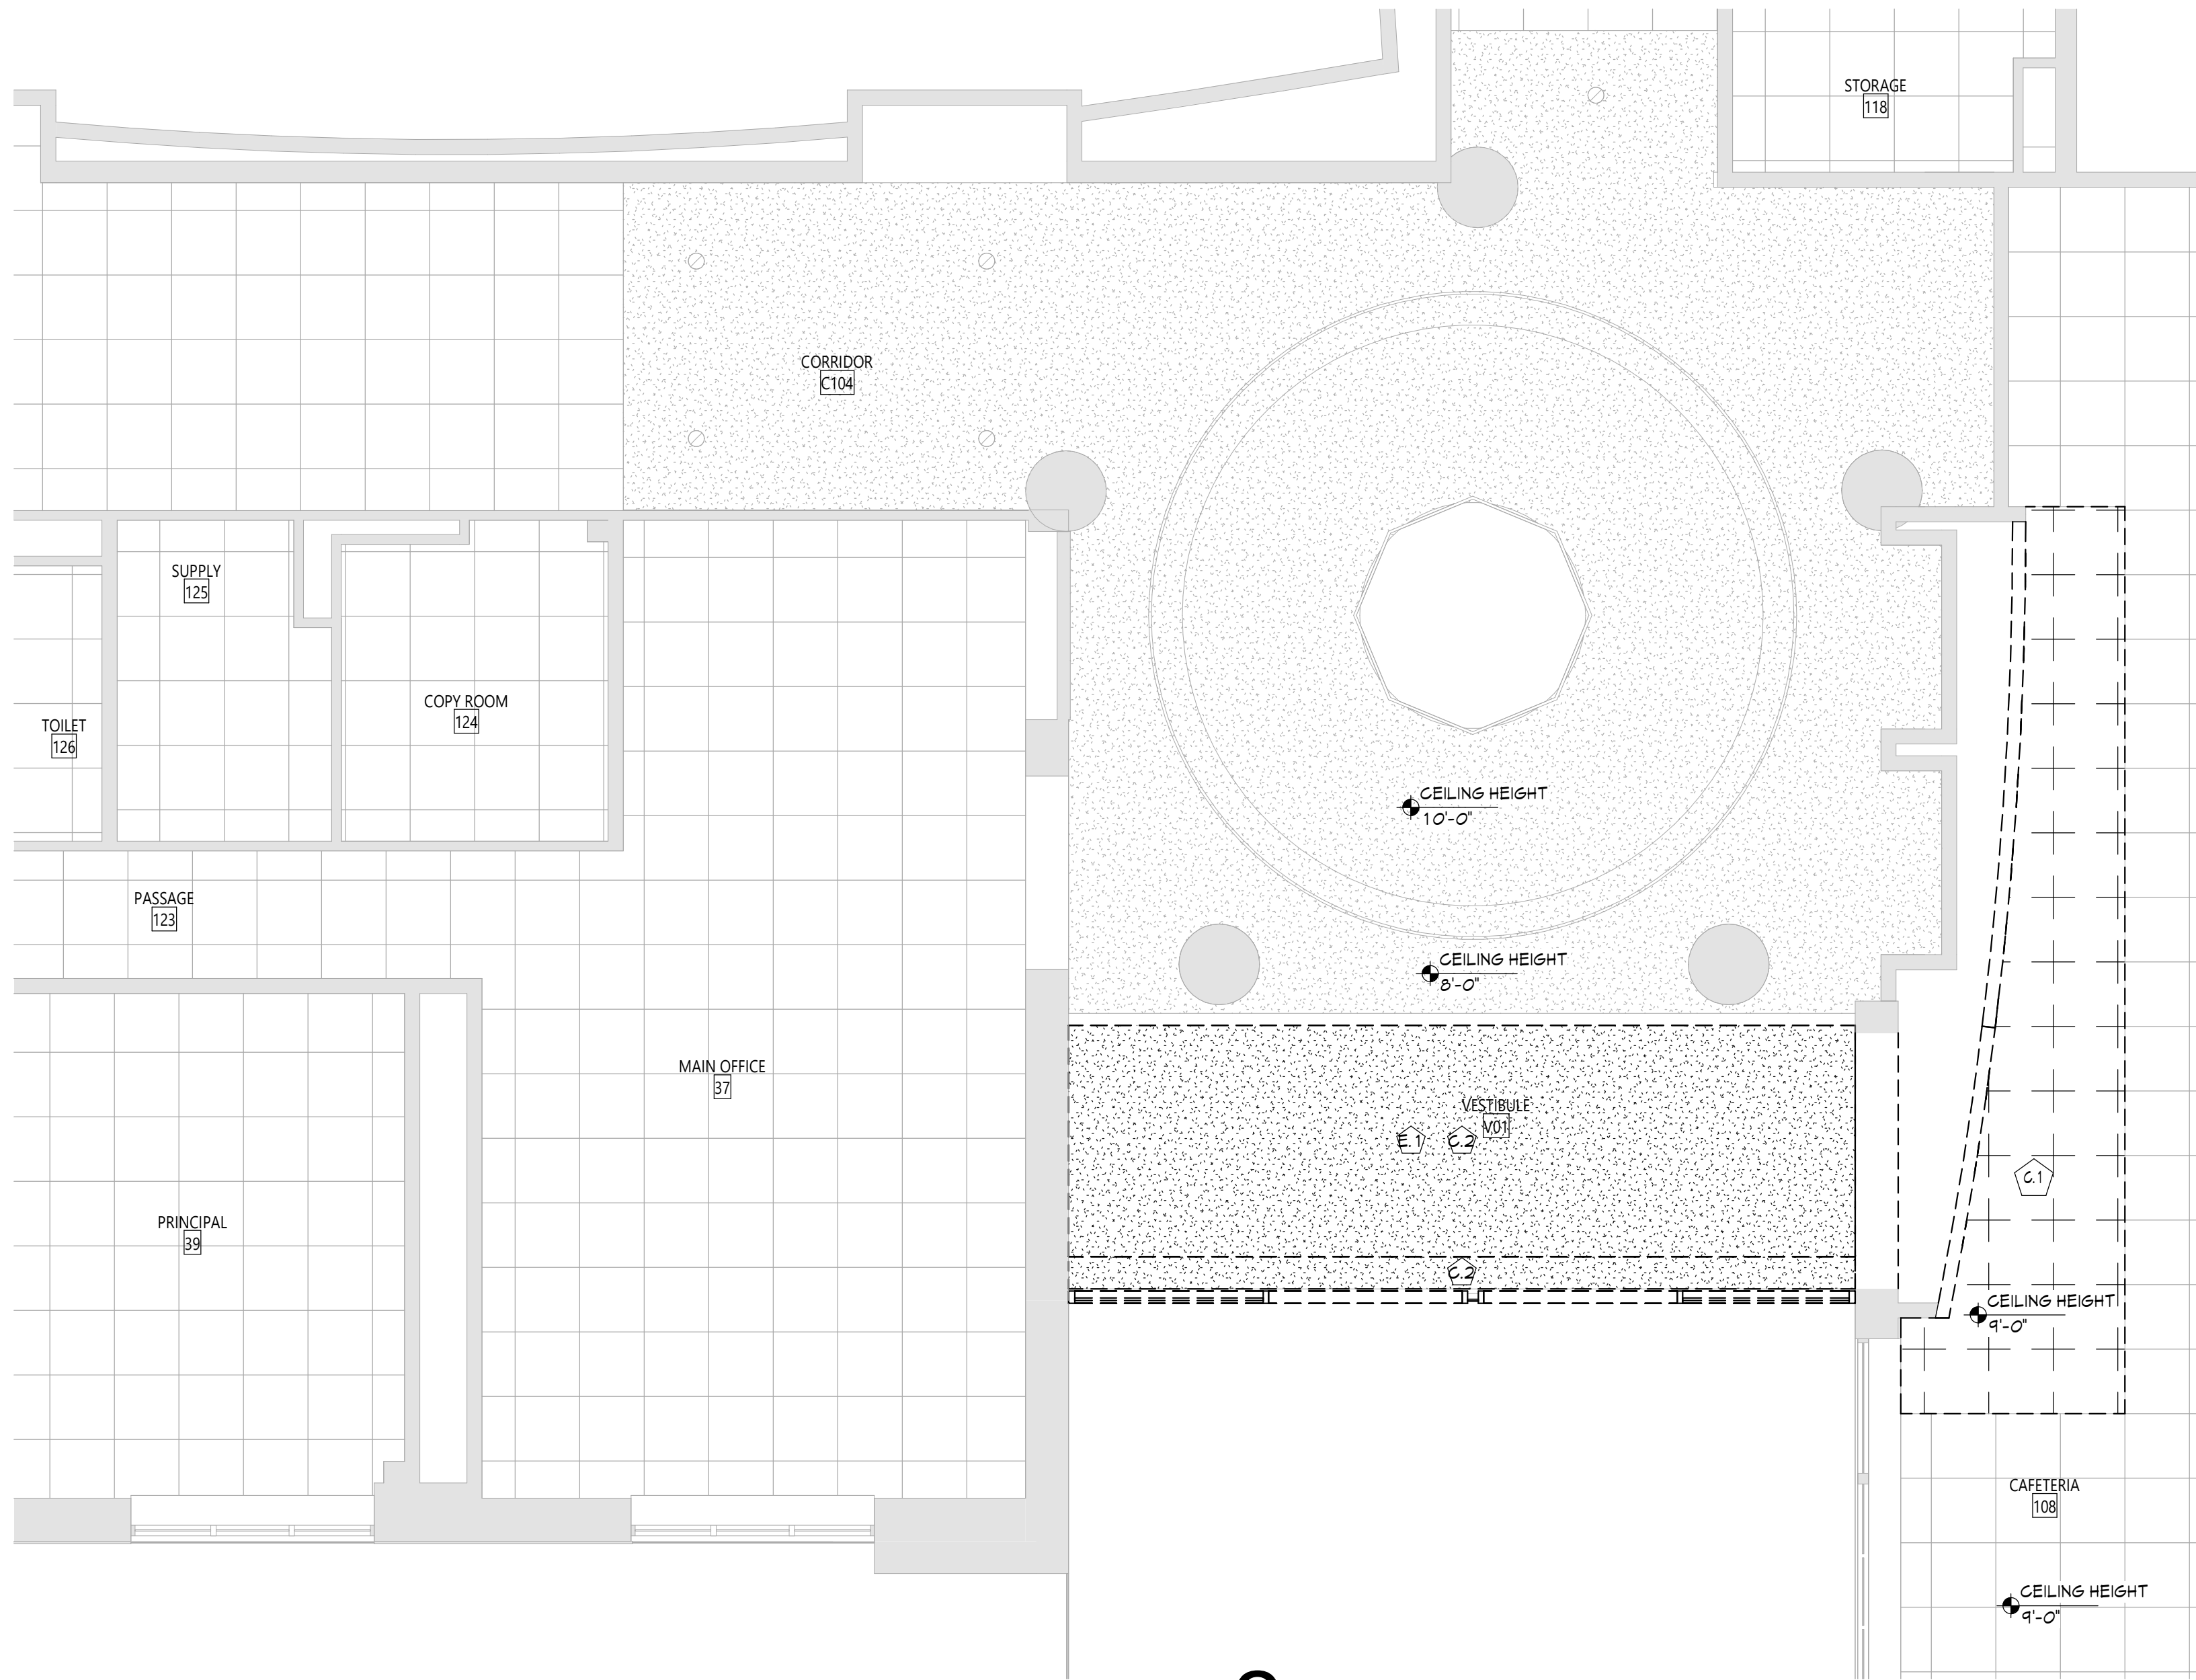 STORAGE
118
CORRIDOR
C104
SUPPLY
125
COPY ROOM
124
TOILET
126
CEILING HEIGHT
10'-0"
PASSAGE
123
CEILING HEIGHT
8'-0"
MAIN OFFICE
37
VESTIBULE
V01
E.1
C.2
C.1
PRINCIPAL
39
C.2
CEILING HEIGHT
9'-0"
CAFETERIA
108
CEILING HEIGHT
9'-0"